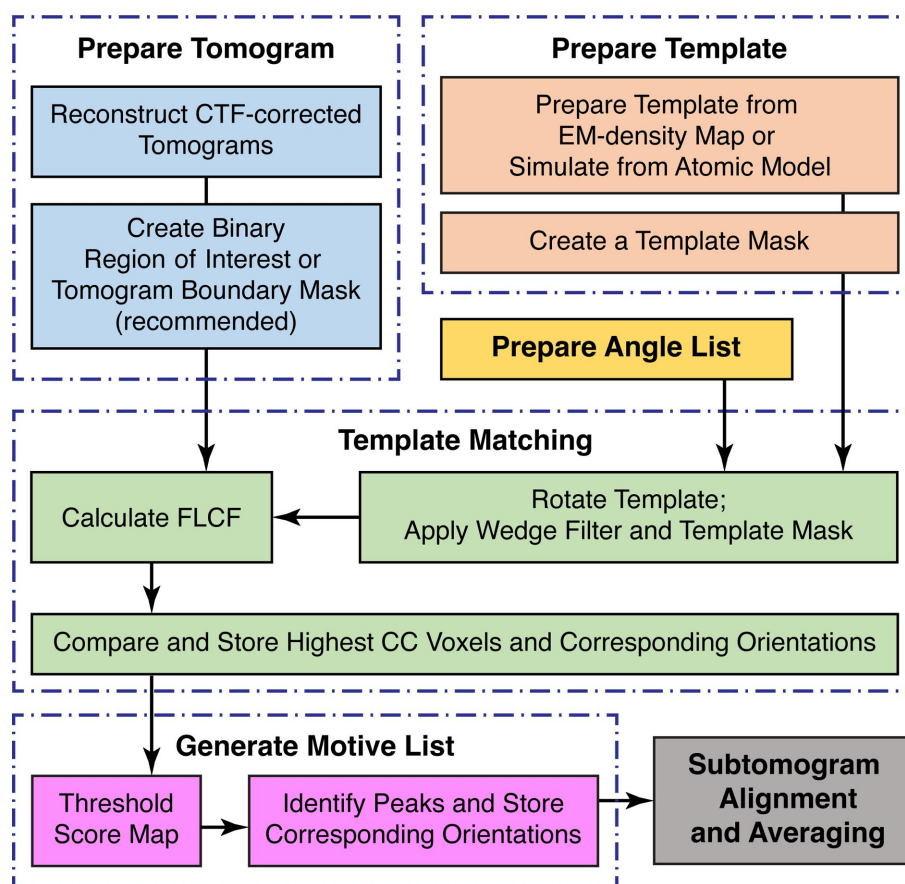 Prepare Tomogram
Reconstruct CTF-corrected
Tomograms
Create Binary
Region of Interest or
Tomogram Boundary Mask
(recommended)
Prepare Template
Prepare Template from
EM-density Map or
Simulate from Atomic Model
Create a Template Mask
Prepare Angle List
Template Matching
Calculate FLCF
Rotate Template;
Apply Wedge Filter and Template Mask
Compare and Store Highest CC Voxels and Corresponding Orientations
Generate Motive List
Threshold
Score Map
Identify Peaks and Store
Corresponding Orientations
Subtomogram
Alignment
and Averaging